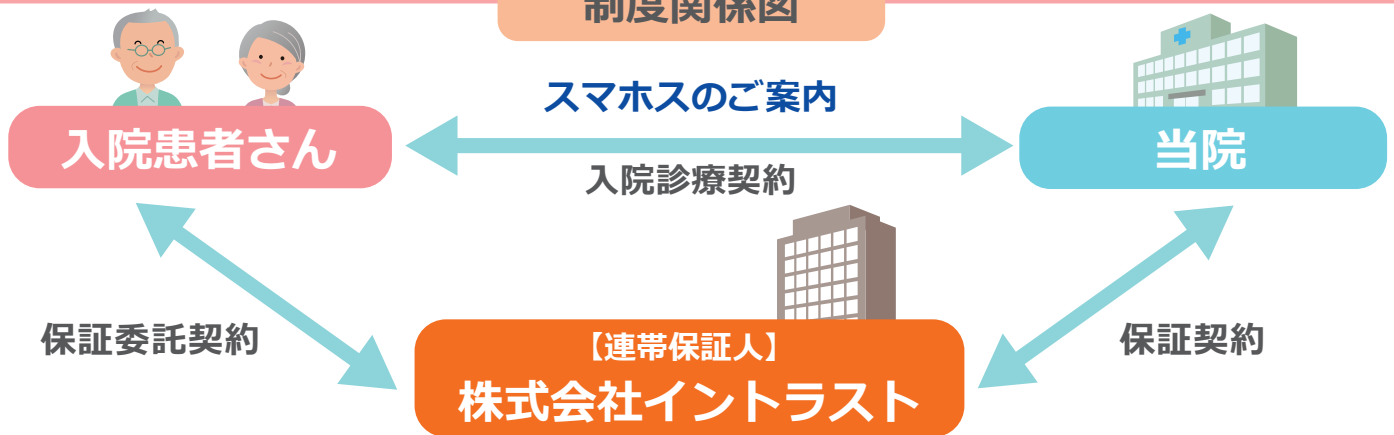 制度関係図
スマホスのご案内
入院患者さん
当院
入院診療契約
保証委託契約
保証契約
【連帯保証人】
株式会社イントラスト